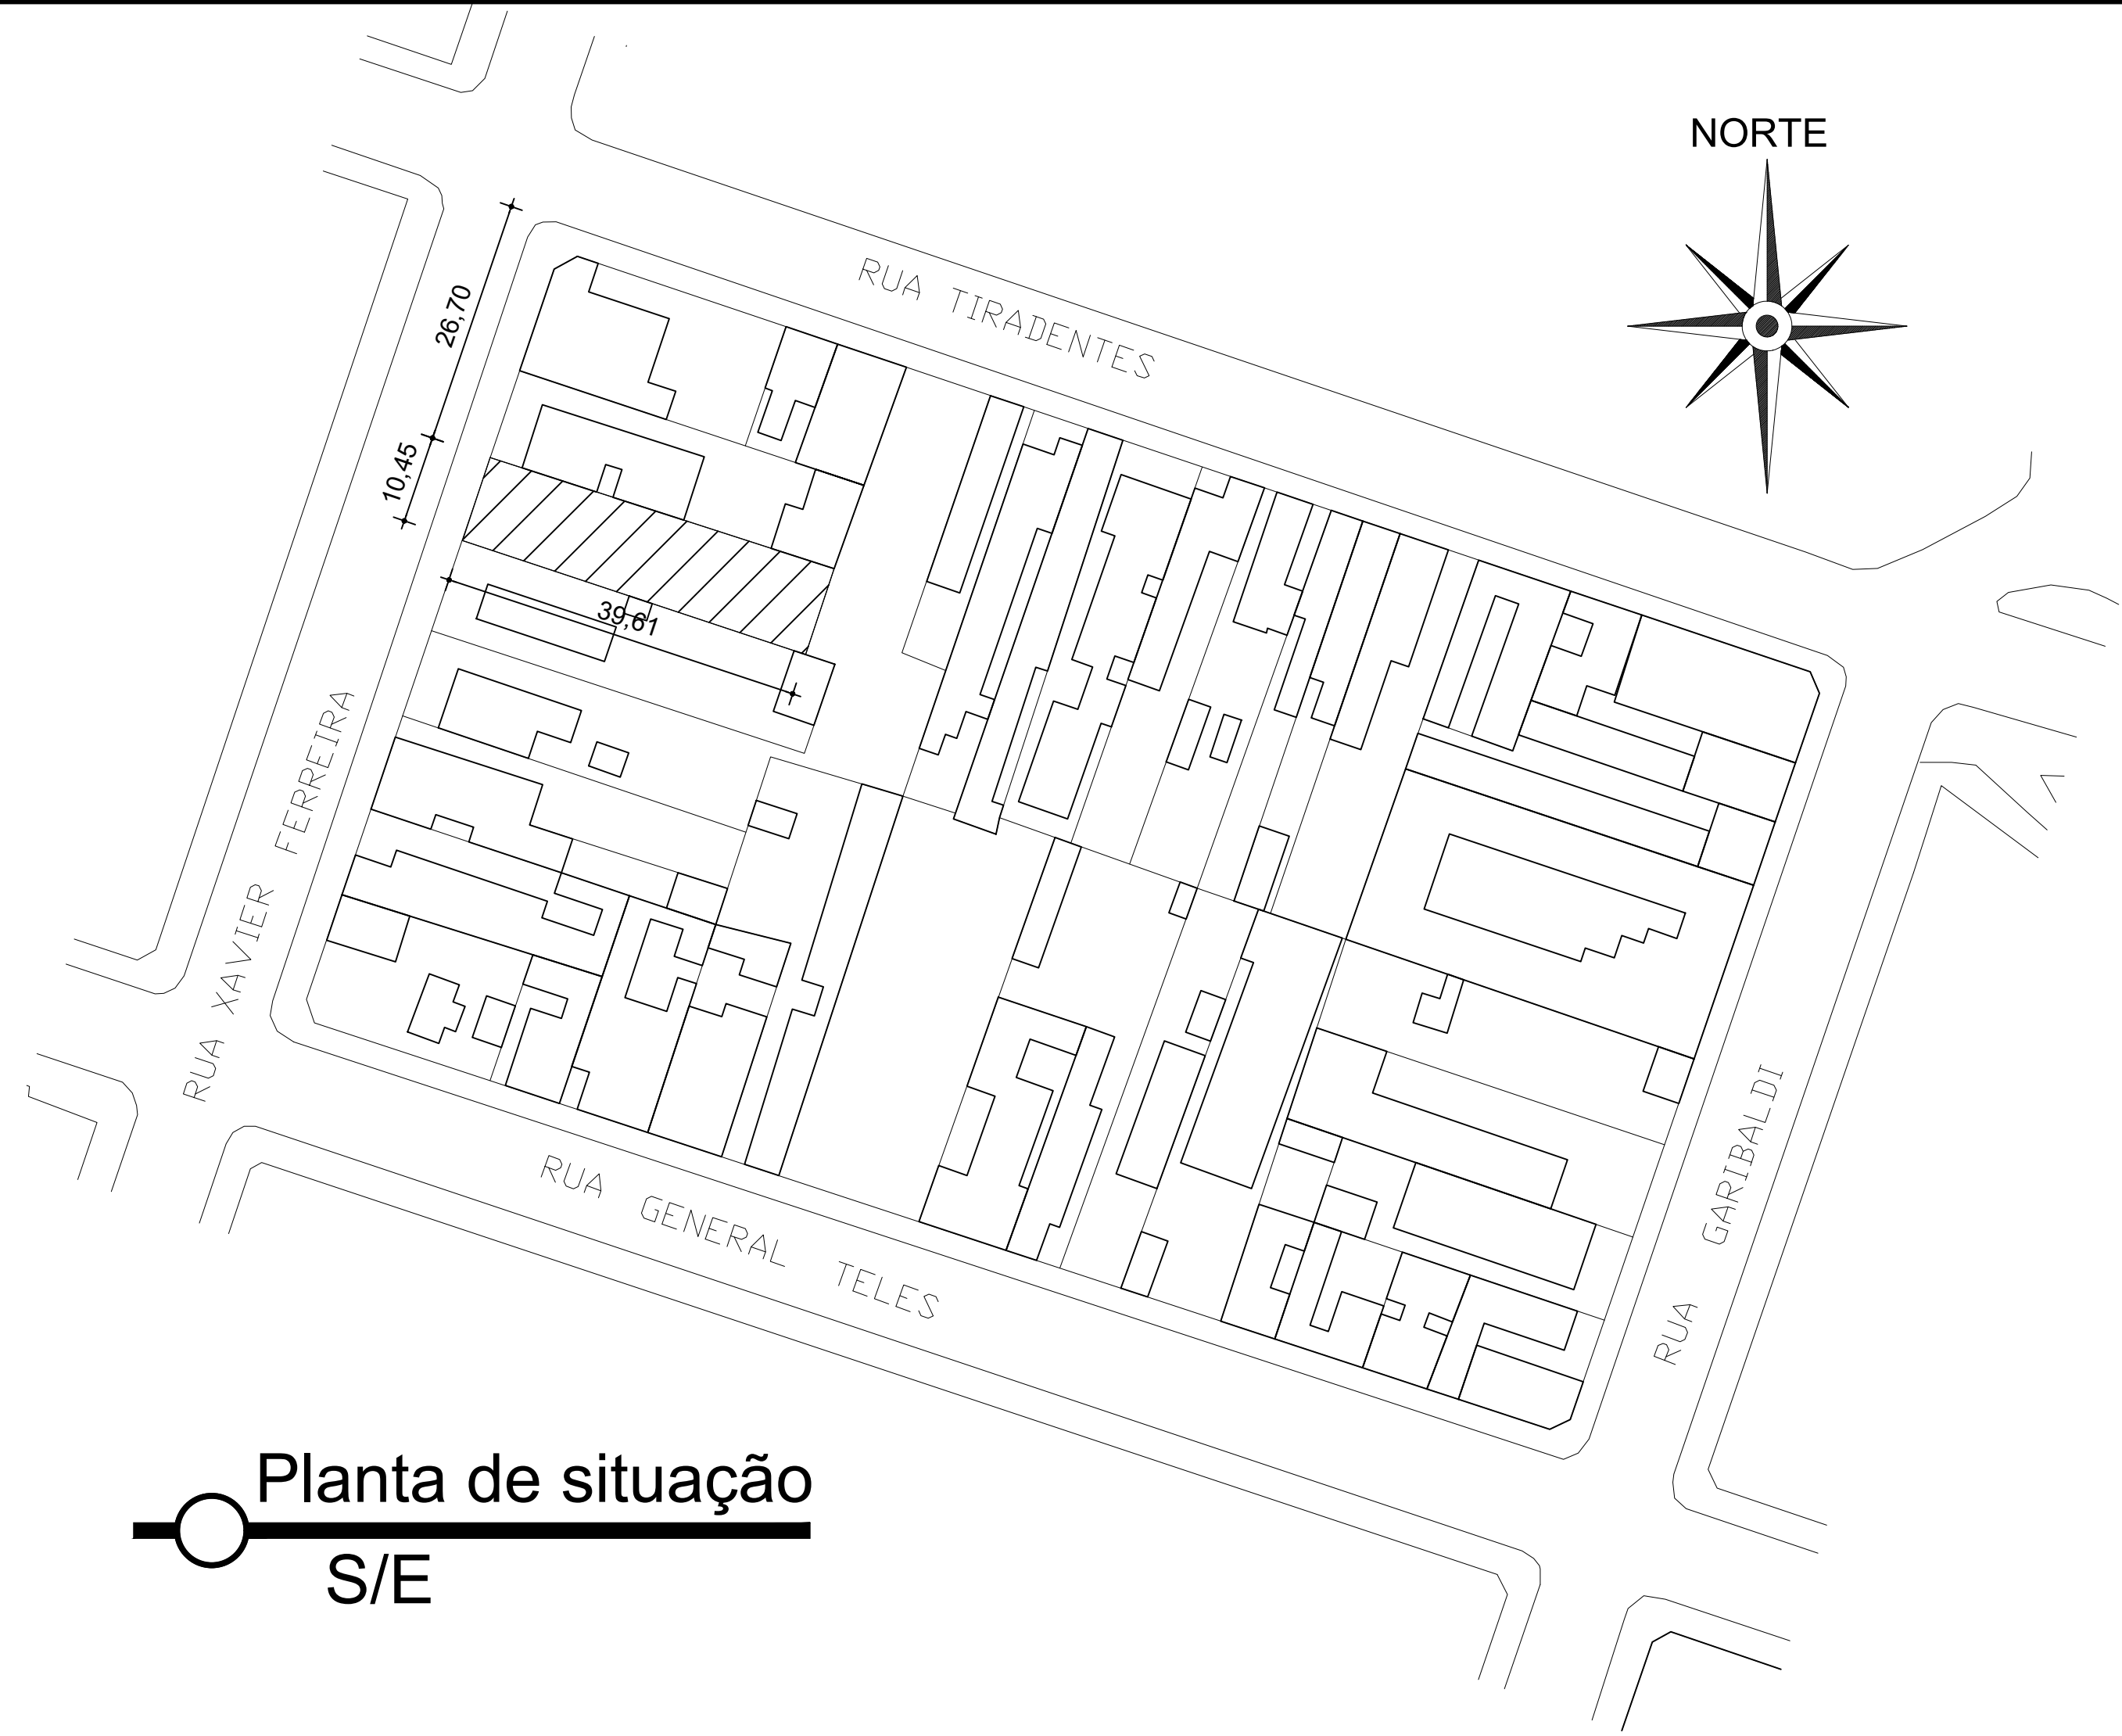 NORTE
RUA TIRADENTES
26,70
10,45
39,61
RUA XAVIER FERREIRA
RUA GARIBALDI
RUA GENERAL TELES
Planta de situação
S/E